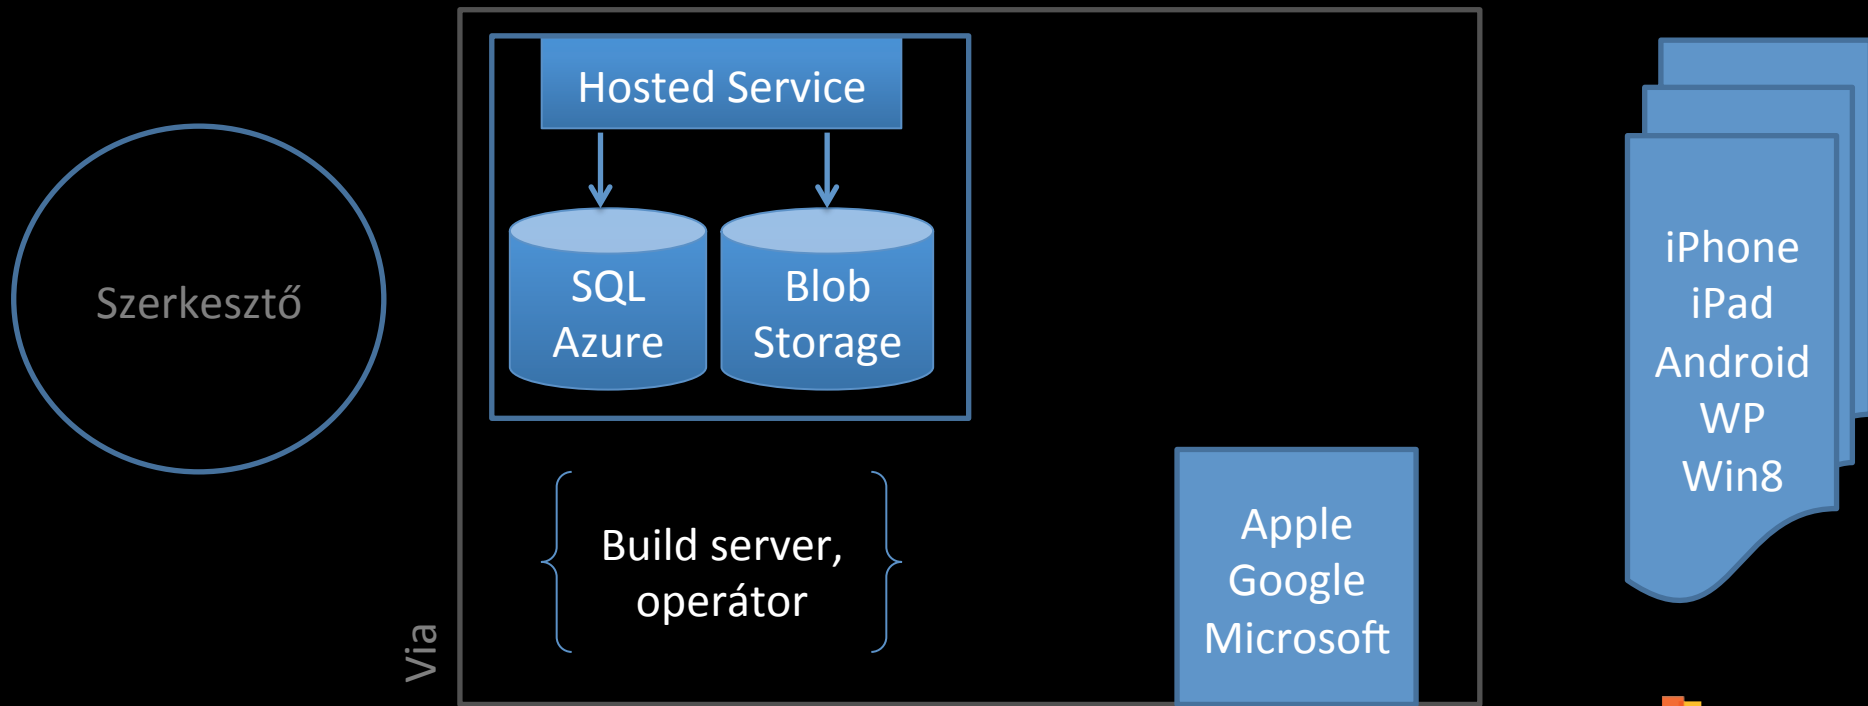 Szerkesztő
Via
Hosted Service
SQL
Azure
Blob
Storage
Build server,
operátor
Apple
Google
Microsoft
iPhone
iPad
Android
WP
Win8